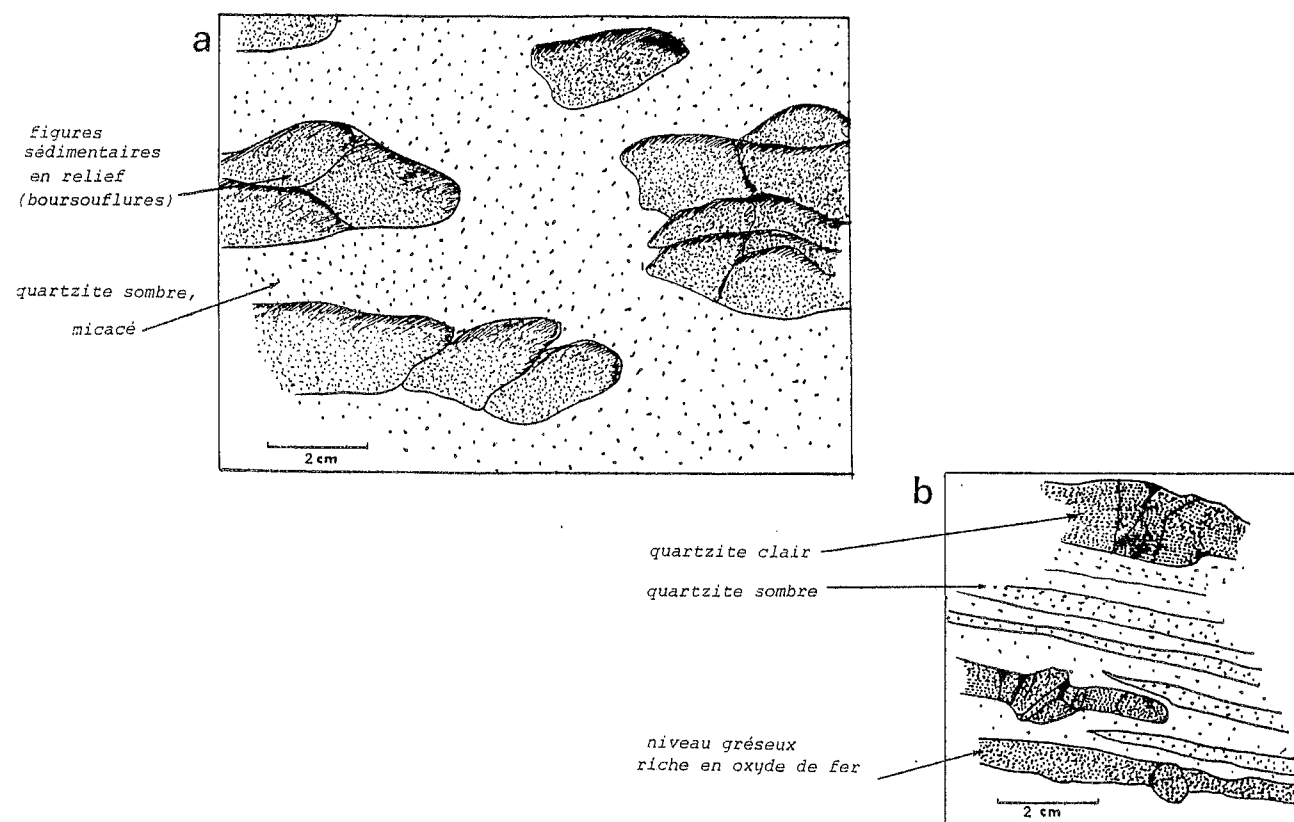 a
figures
sédimentaires
en relief
(boursouflures)
quartzite sombre,
micacé
2 cm
b
quartzite clair
quartzite sombre
niveau gréseux
riche en oxyde de fer
2 cm